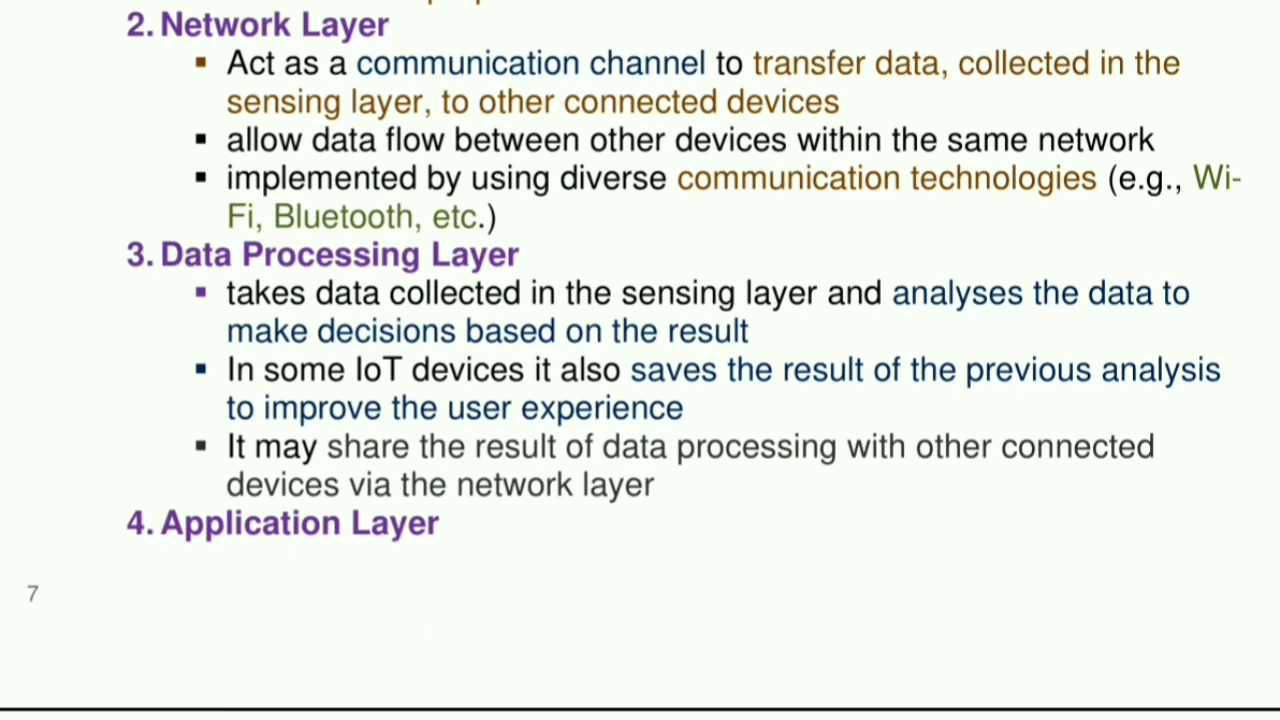 2. Network Layer
▪ Act as a communication channel to transfer data, collected in the
sensing layer, to other connected devices
▪ allow data flow between other devices within the same network
▪ implemented by using diverse communication technologies (e.g., Wi-
Fi, Bluetooth, etc.)
3. Data Processing Layer
▪ takes data collected in the sensing layer and analyses the data to
make decisions based on the result
▪ In some IoT devices it also saves the result of the previous analysis
to improve the user experience
▪ It may share the result of data processing with other connected
devices via the network layer
4. Application Layer
7